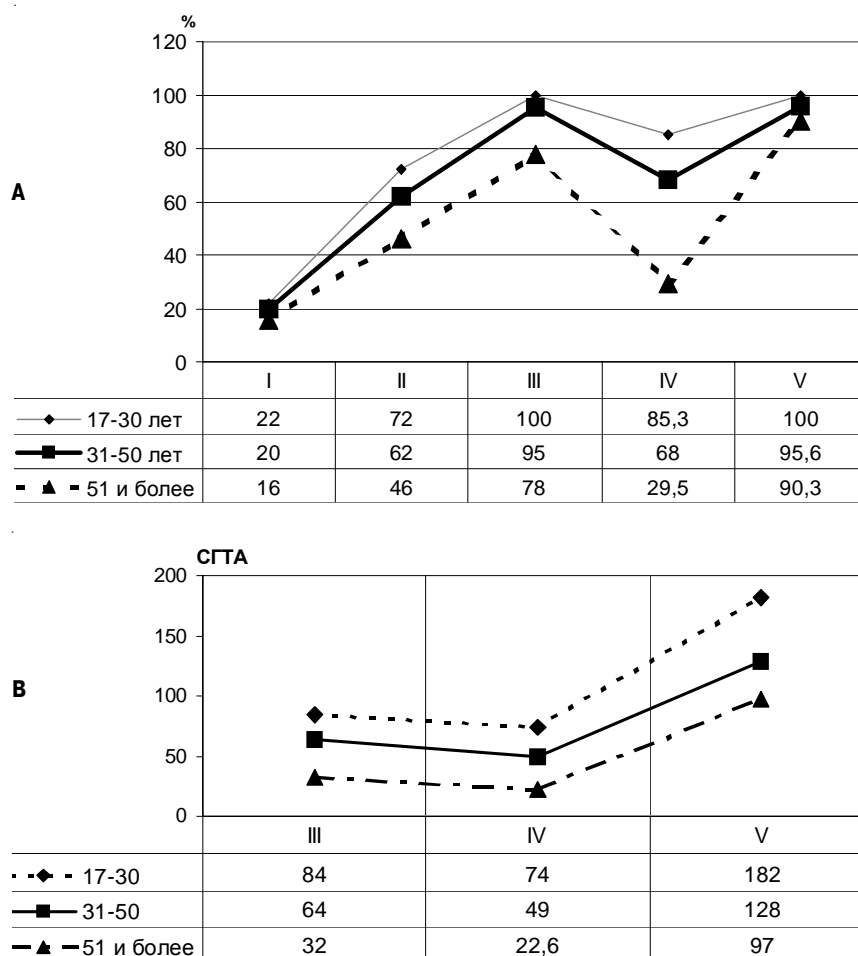 %
120
100
80
60
40
20
0
A
I II III IV V
17-30 лет 22 72 100 85,3 100
31-50 лет 20 62 95 68 95,6
51 и более 16 46 78 29,5 90,3
СГТА
200
150
100
50
0
B
III IV V
17-30 84 74 182
31-50 64 49 128
51 и более 32 22,6 97